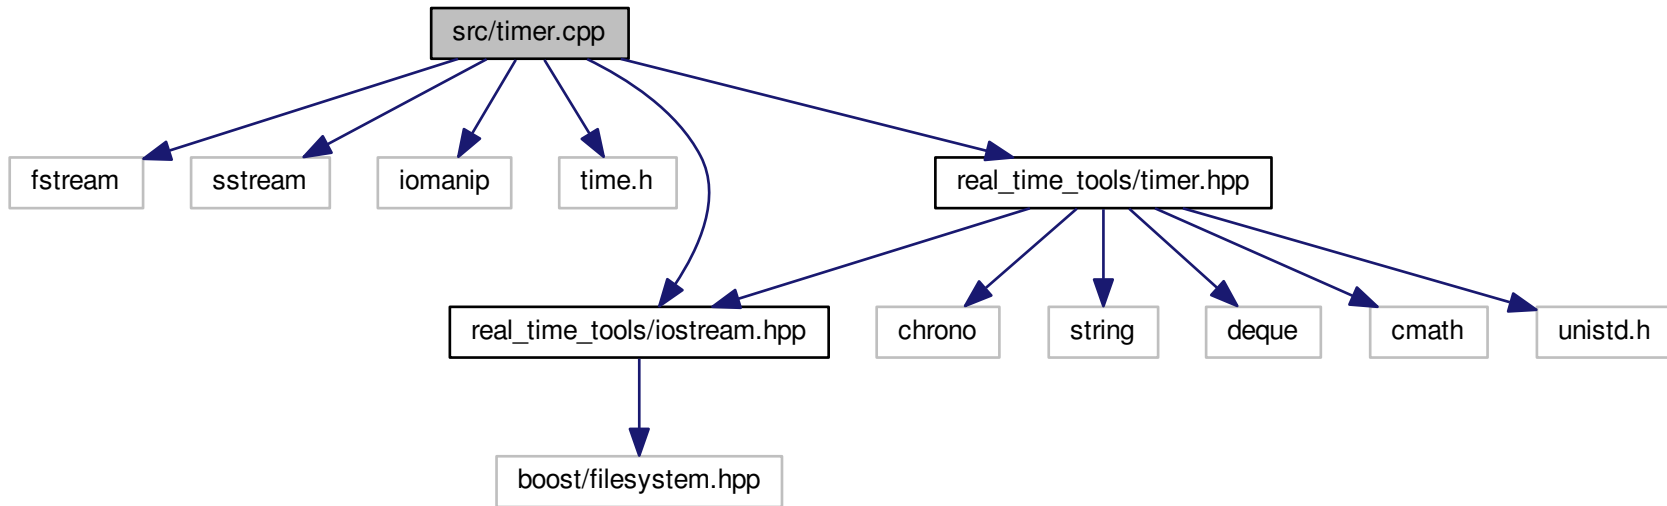 src/timer.cpp
fstream
sstream
iomanip
time.h
real_time_tools/timer.hpp
real_time_tools/iostream.hpp
chrono
string
deque
cmath
unistd.h
boost/filesystem.hpp